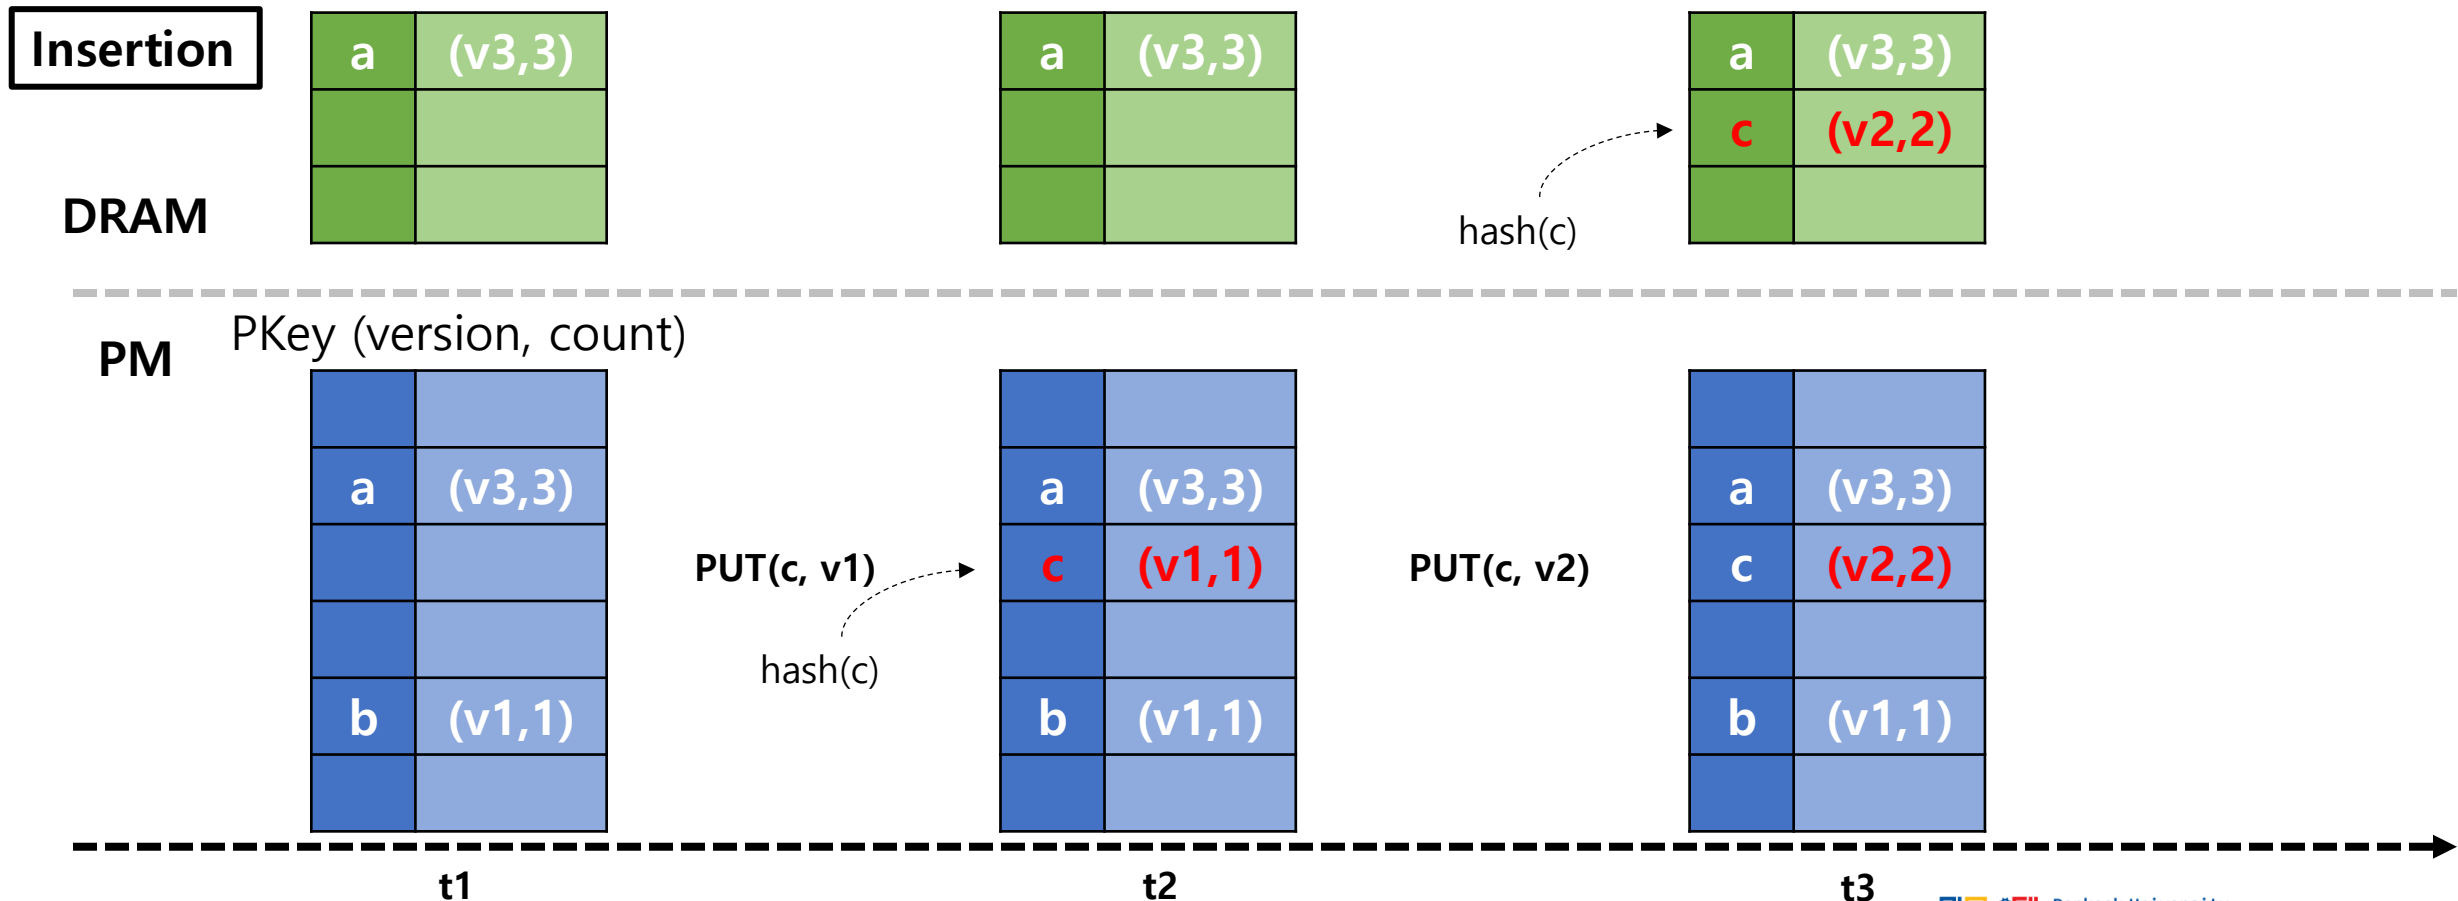 Insertion
a (v3,3)
a (v3,3)
a (v3,3)
c (v2,2)
DRAM
hash(c)
PKey (version, count)
PM
a (v3,3)
a (v3,3)
a (v3,3)
PUT(c, v1)
c (v1,1)
PUT(c, v2)
c (v2,2)
hash(c)
b (v1,1)
b (v1,1)
b (v1,1)
t1
t2
t3